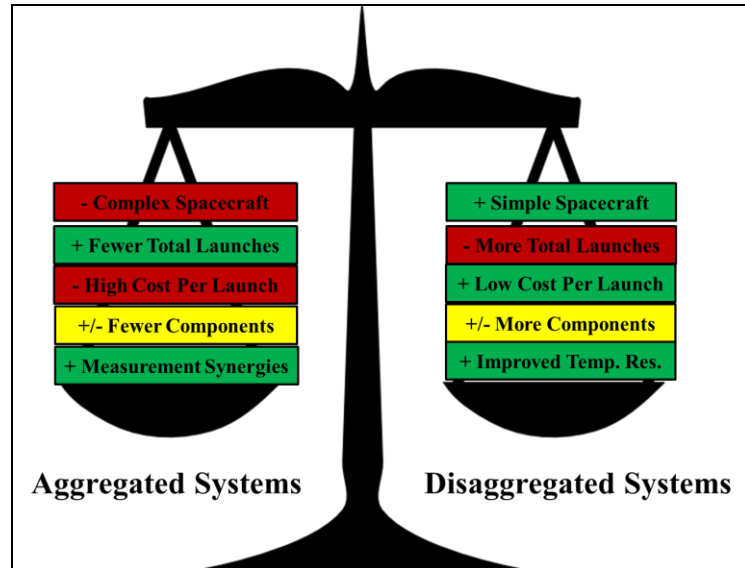 - Complex Spacecraft
+ Fewer Total Launches
- High Cost Per Launch
+/- Fewer Components
+ Measurement Synergies
Aggregated Systems
+ Simple Spacecraft
- More Total Launches
+ Low Cost Per Launch
+/- More Components
+ Improved Temp. Res.
Disaggregated Systems